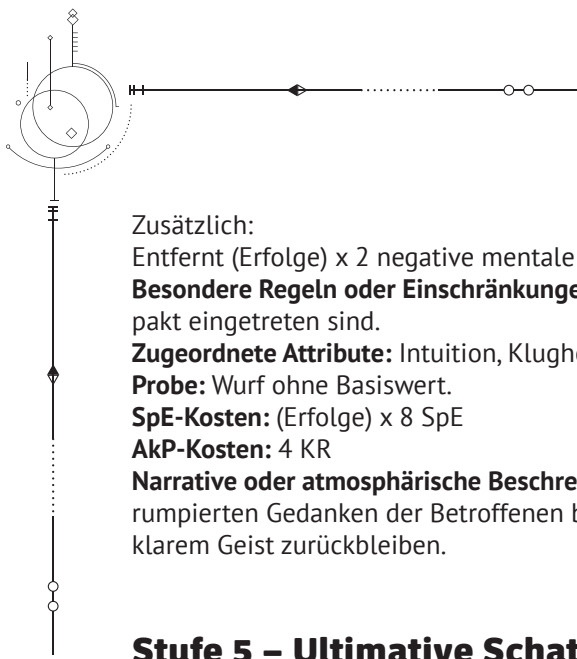 Zusätzlich:
Entfernt (Erfolge) x 2 negative mentale
Besondere Regeln oder Einschränkunge
pakt eingetreten sind.
Zugeordnete Attribute: Intuition, Klughe
Probe: Wurf ohne Basiswert.
SpE-Kosten: (Erfolge) x 8 SpE
AkP-Kosten: 4 KR
Narrative oder atmosphärische Beschre
rumpierten Gedanken der Betroffenen b
klarem Geist zurückbleiben.
Stufe 5 – Ultimative Schat